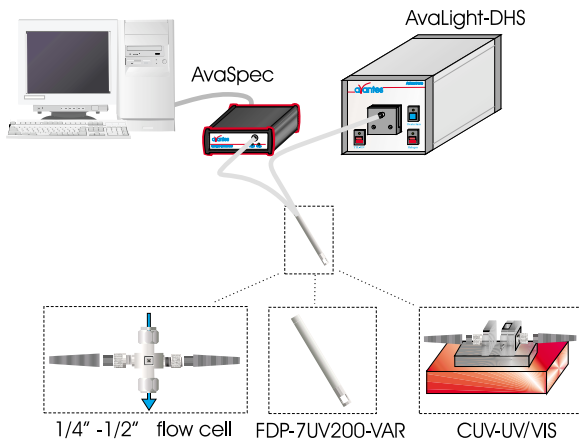 AvaLight-DHS
AvaSpec
avantes
avantes
1/4" -1/2" flow cell
FDP-7UV200-VAR
CUV-UV/VIS